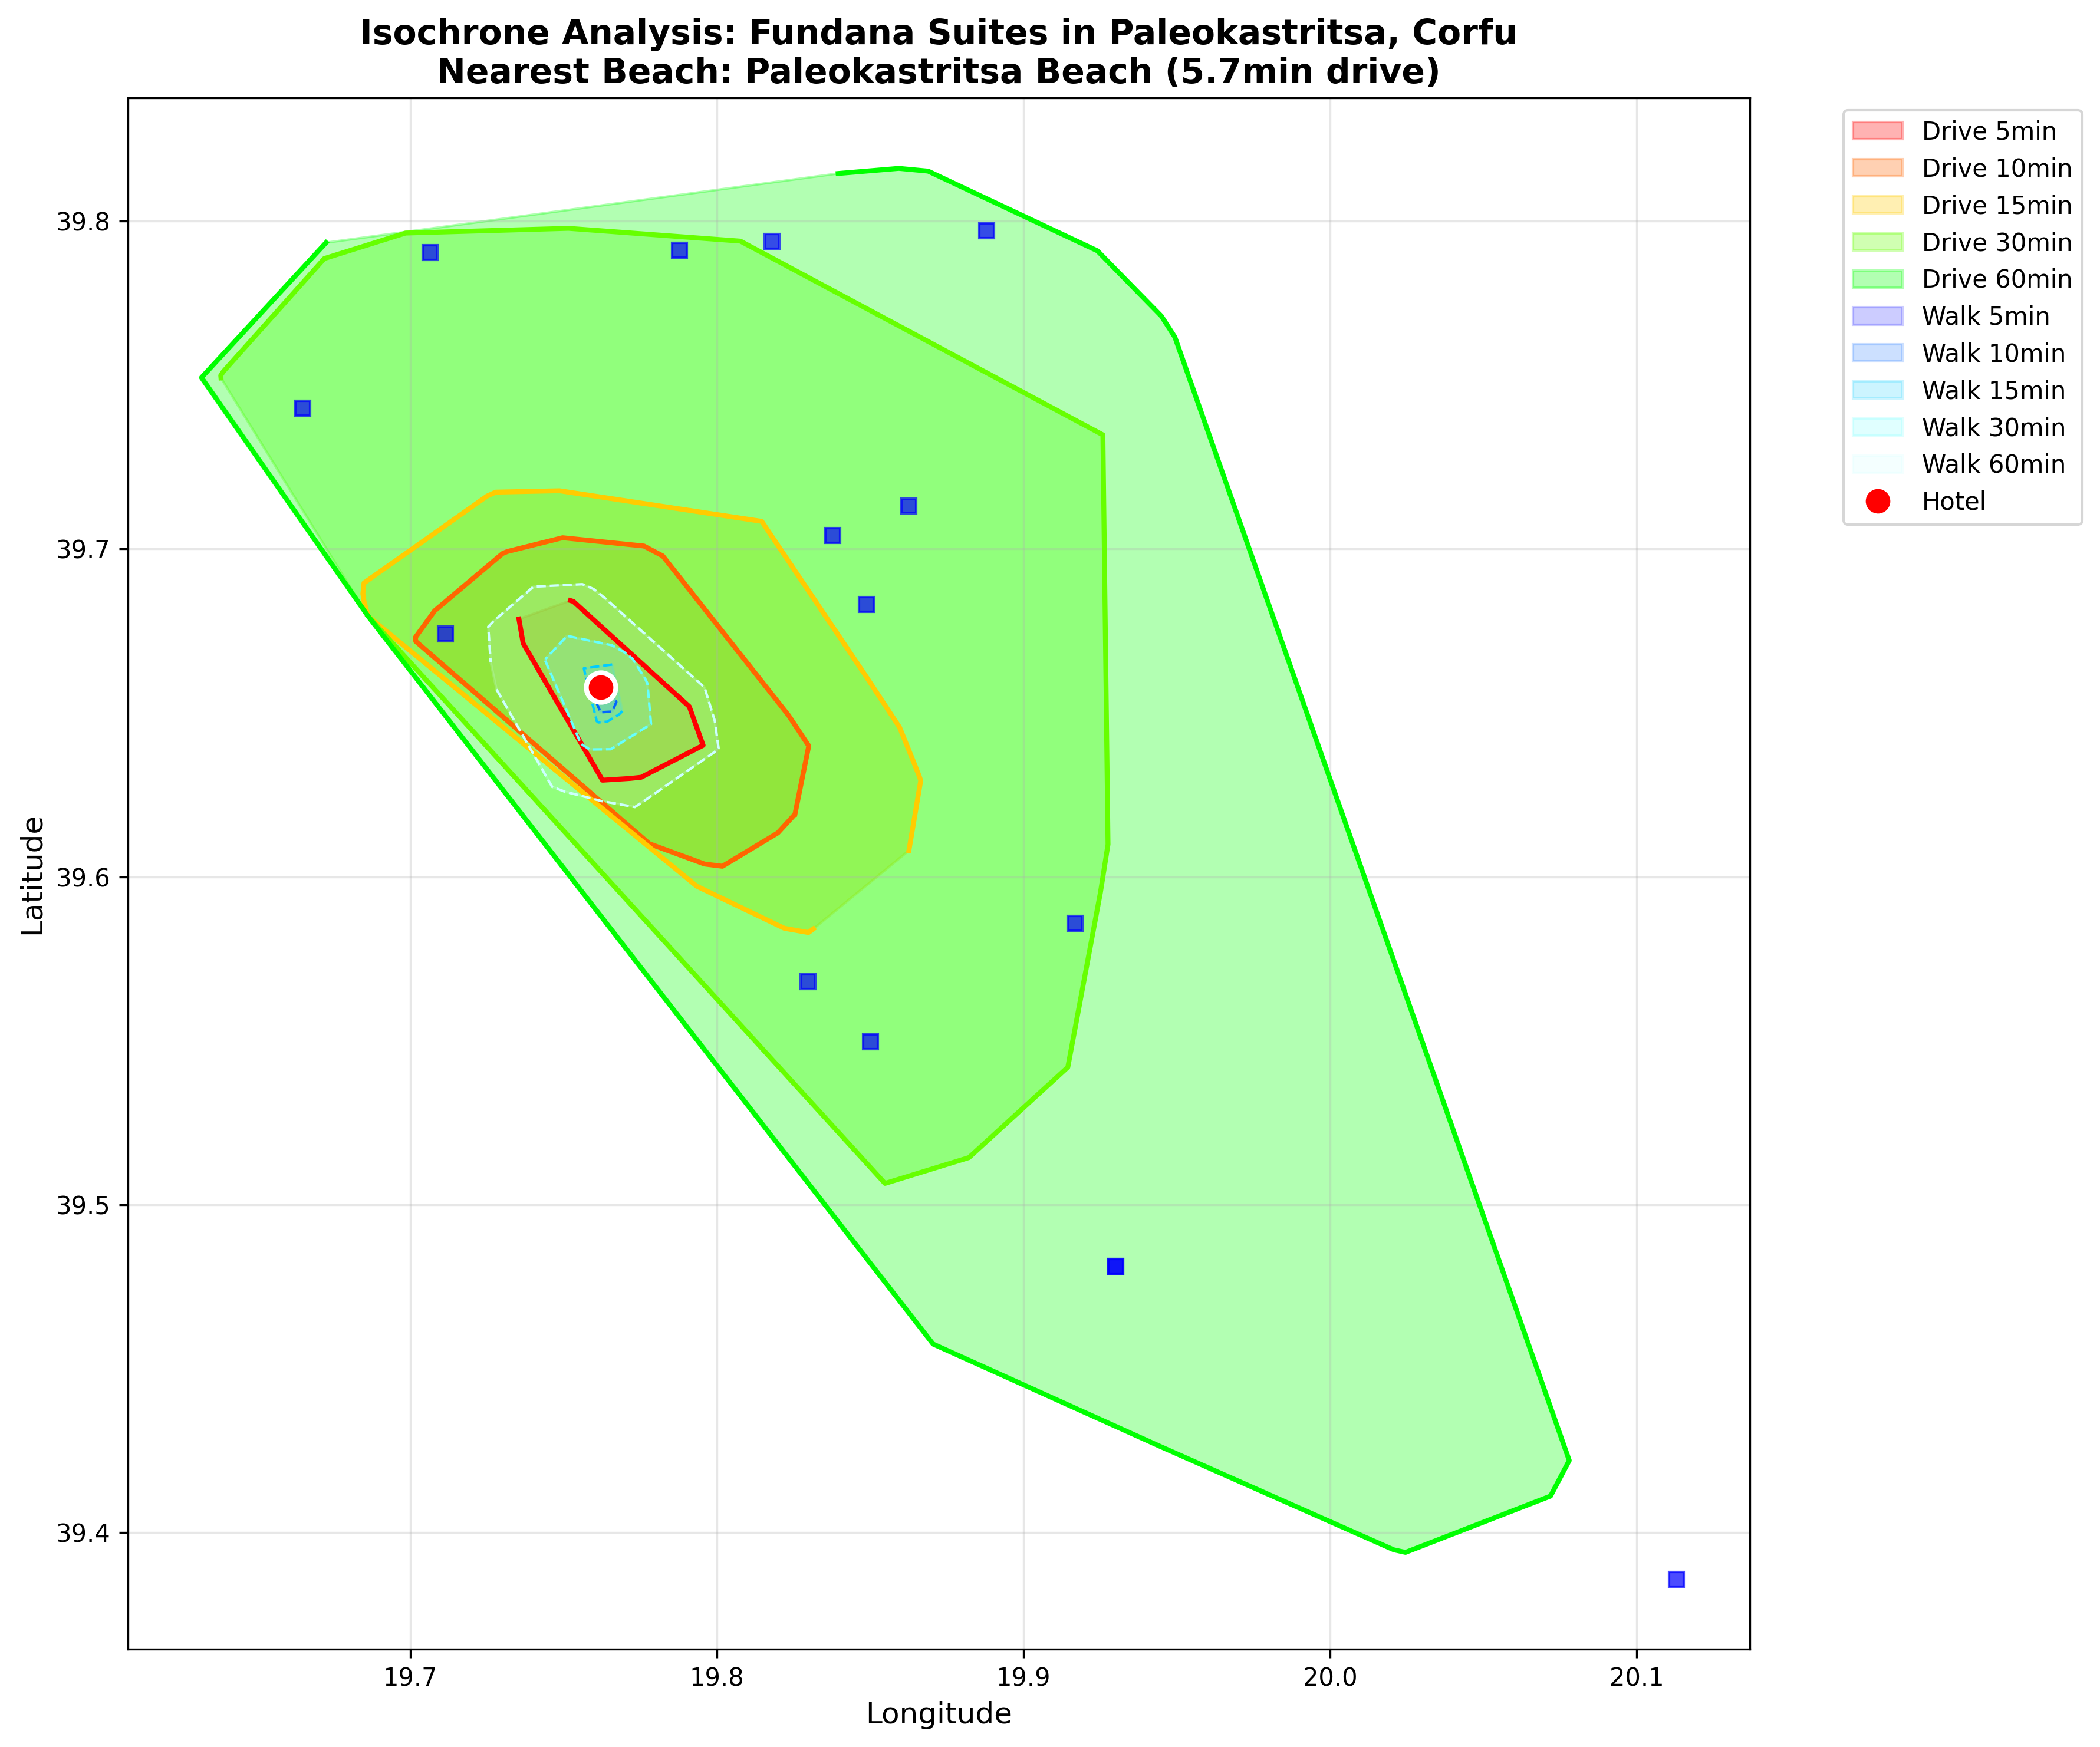 Isochrone Analysis: Fundana Suites in Paleokastritsa, Corfu
Nearest Beach: Paleokastritsa Beach (5.7min drive)
Drive 5min
Drive 10min
Drive 15min
Drive 30min
Drive 60min
Walk 5min
Walk 10min
Walk 15min
Walk 30min
Walk 60min
Hotel
39.8
39.7
39.6
39.5
39.4
Latitude
19.7
19.8
19.9
20.0
20.1
Longitude